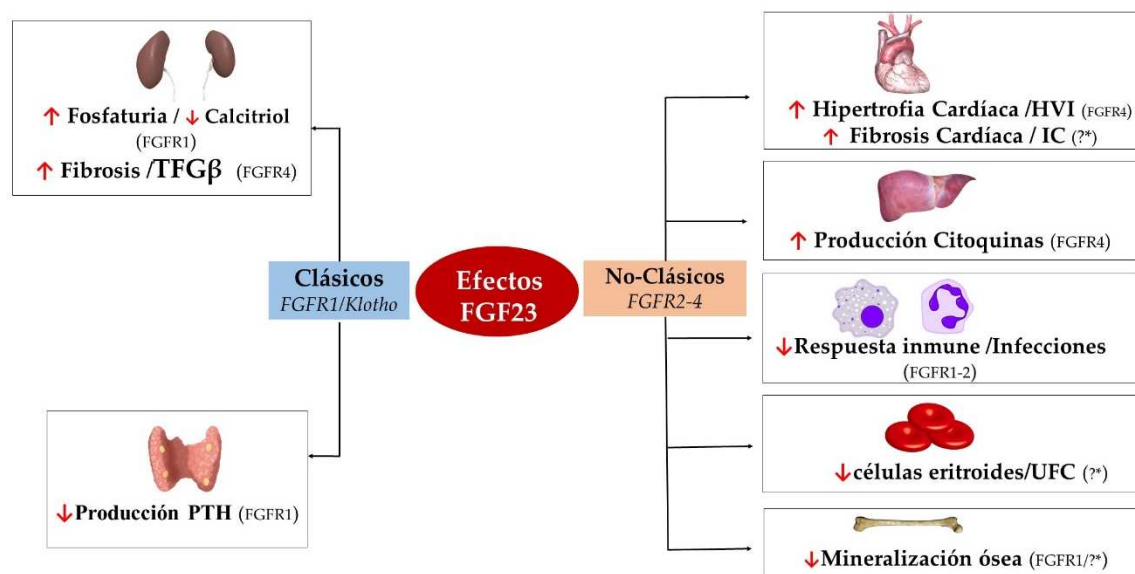 ↑ Fosfaturia / ↓ Calcitriol
(FGFR1)
↑ Fibrosis /TFGβ (FGFR4)
Clásicos
FGFR1/Klotho
↓Producción PTH (FGFR1)
Efectos
FGF23
No-Clásicos
FGFR2-4
↑ Hipertrofia Cardíaca /HVI (FGFR4)
↑ Fibrosis Cardíaca / IC (?*)
↑ Producción Citoquinas (FGFR4)
↓Respuesta inmune /Infecciones
(FGFR1-2)
↓células eritroides/UFC (?*)
↓Mineralización ósea (FGFR1/?*)